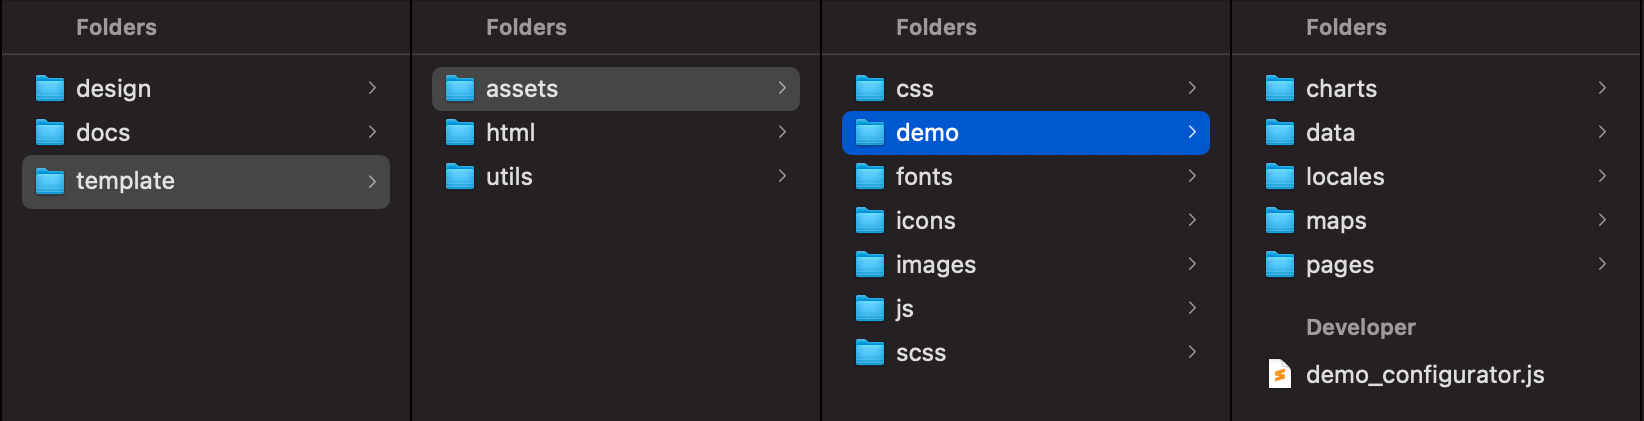 Folders
design
docs
template
Folders
assets
html
utils
Folders
css
demo
fonts
icons
images
js
scss
Folders
charts
data
locales
maps
pages
Developer
demo_configurator.js